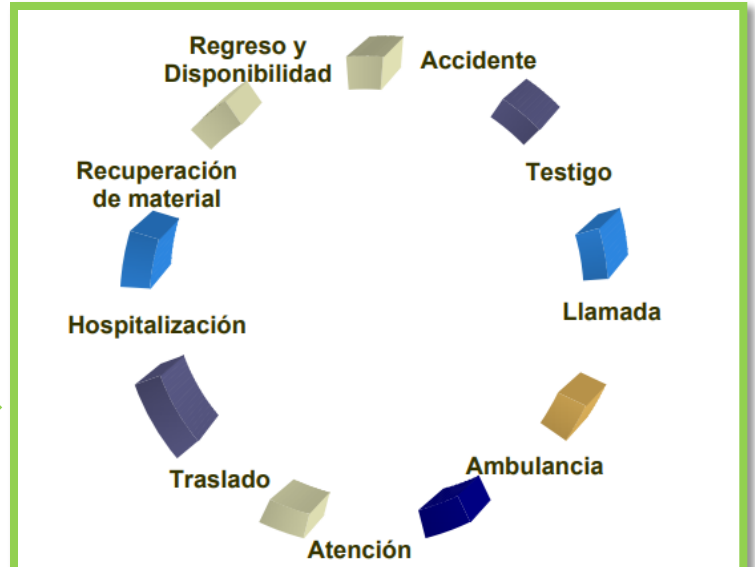 Regreso y
Disponibilidad
Accidente
Testigo
Llamada
Ambulancia
Atención
Traslado
Hospitalización
Recuperación
de material